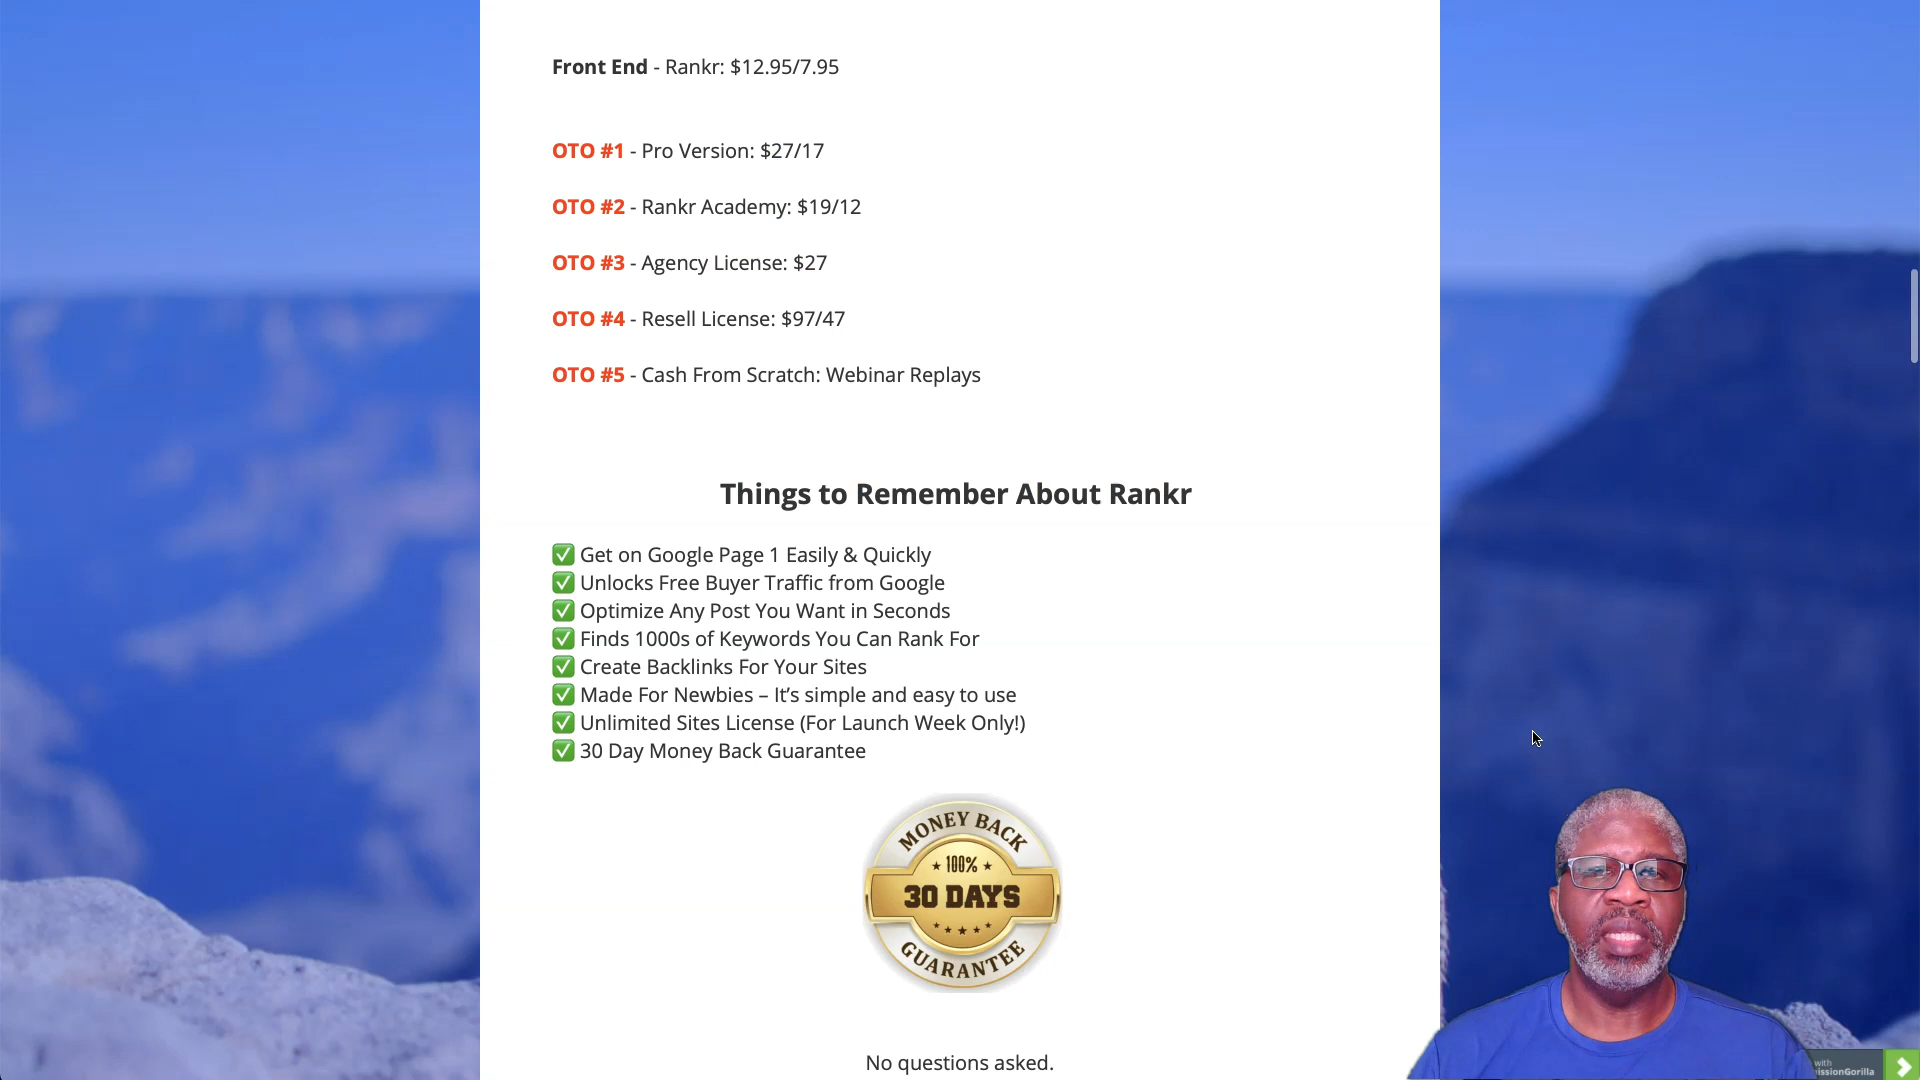 Front End - Rankr: $12.95/7.95
OTO #1 - Pro Version: $27/17
OTO #2 - Rankr Academy: $19/12
OTO #3 - Agency License: $27
OTO #4 - Resell License: $97/47
OTO #5 - Cash From Scratch: Webinar Replays
Things to Remember About Rankr
✅ Get on Google Page 1 Easily & Quickly
✅ Unlocks Free Buyer Traffic from Google
✅ Optimize Any Post You Want in Seconds
✅ Finds 1000s of Keywords You Can Rank For
✅ Create Backlinks For Your Sites
✅ Made For Newbies – It’s simple and easy to use
✅ Unlimited Sites License (For Launch Week Only!)
✅ 30 Day Money Back Guarantee
MONEY BACK
100%
30 DAYS
GUARANTEE
No questions asked.
with
issionGorilla